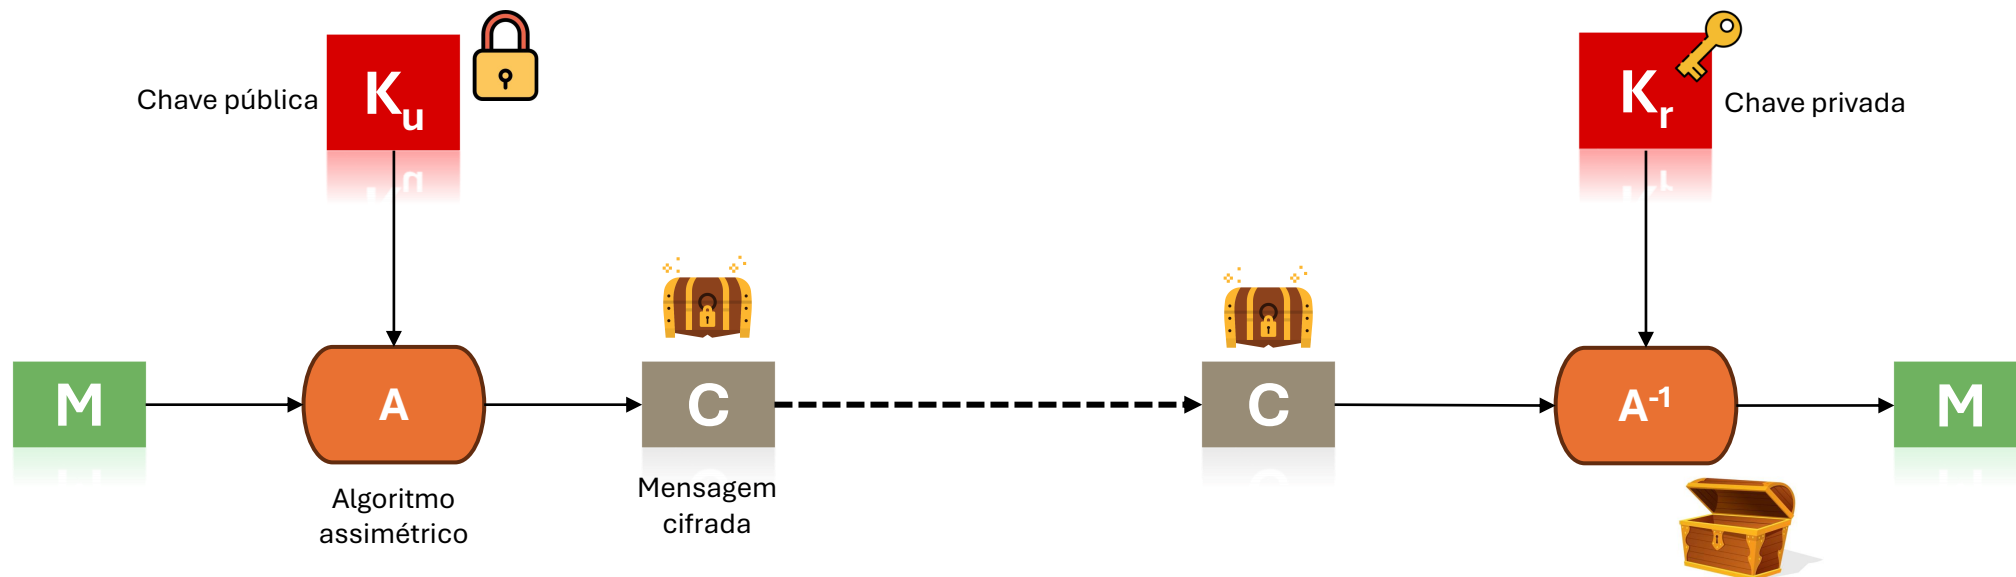 Chave pública
Kᵤ
Kᵣ
Chave privada
M
A
C
C
A⁻¹
M
Algoritmo
assimétrico
Mensagem
cifrada